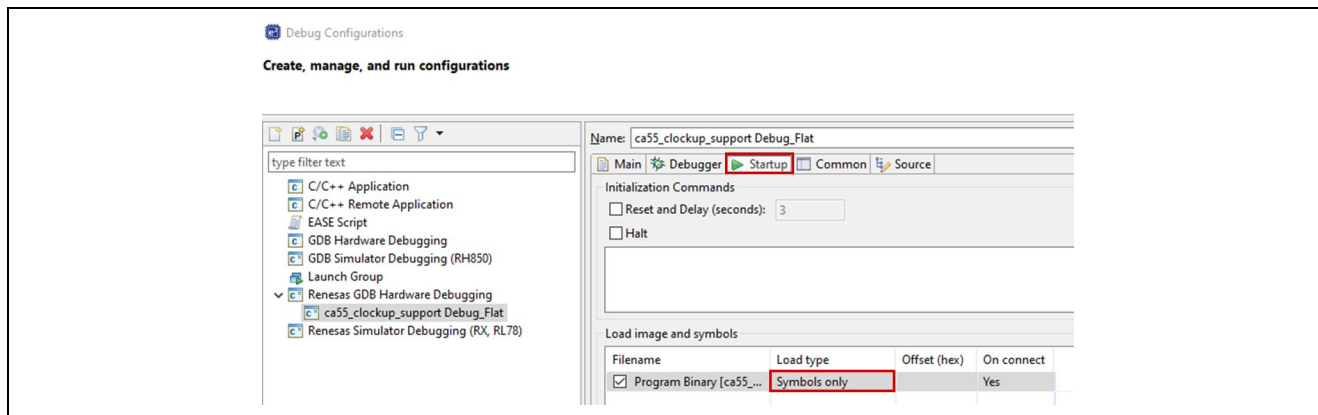 Debug Configurations
Create, manage, and run configurations
Name: ca55_clockup_support Debug_Flat
type filter text
Main Debugger Startup Common Source
C/C++ Application
C/C++ Remote Application
EASE Script
GDB Hardware Debugging
GDB Simulator Debugging (RH850)
Launch Group
Renesas GDB Hardware Debugging
ca55_clockup_support Debug_Flat
Renesas Simulator Debugging (RX, RL78)
Initialization Commands
Reset and Delay (seconds): 3
Halt
Load image and symbols
Filename Load type Offset (hex) On connect
Program Binary [ca55_... Symbols only Yes